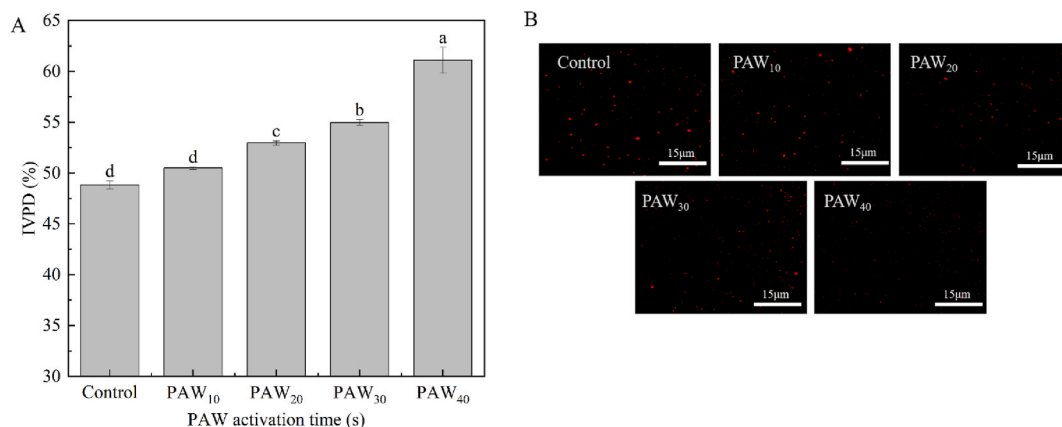 A
IVPD (%)
65
60
55
50
45
40
35
30
d
d
c
b
a
Control
PAW₁₀
PAW₂₀
PAW₃₀
PAW₄₀
PAW activation time (s)
B
Control
15μm
PAW₁₀
15μm
PAW₂₀
15μm
PAW₃₀
15μm
PAW₄₀
15μm